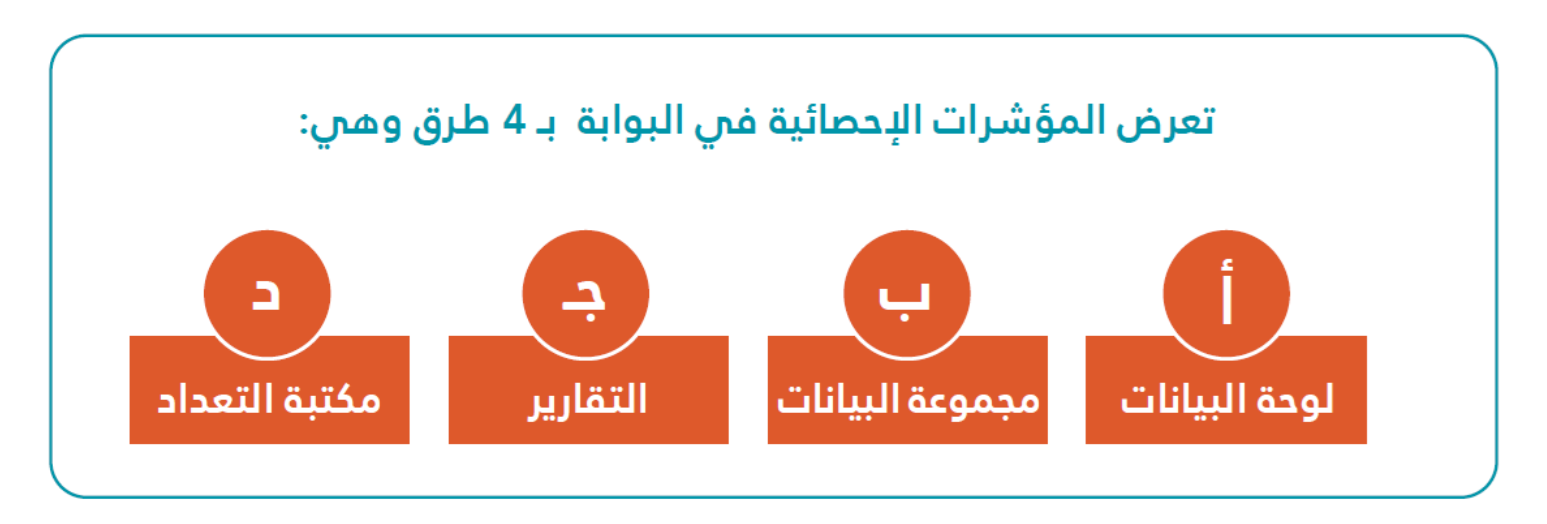 تعرض المؤشرات الإحصائية في البوابة بـ 4 طرق وهي:
أ
لوحة البيانات
ب
مجموعة البيانات
جـ
التقارير
د
مكتبة التعداد